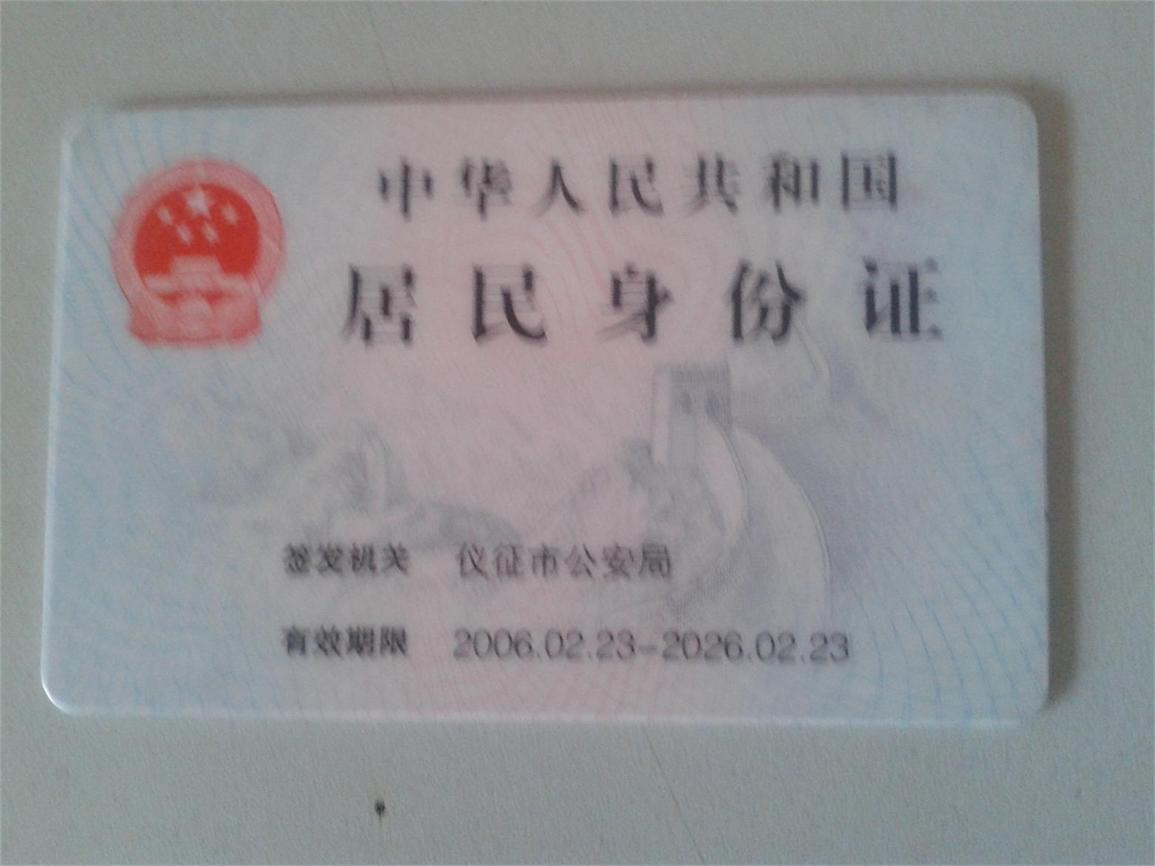 中华人民共和国
居民身份证
签发机关 仪征市公安局
有效期限 2006.02.23-2026.02.23